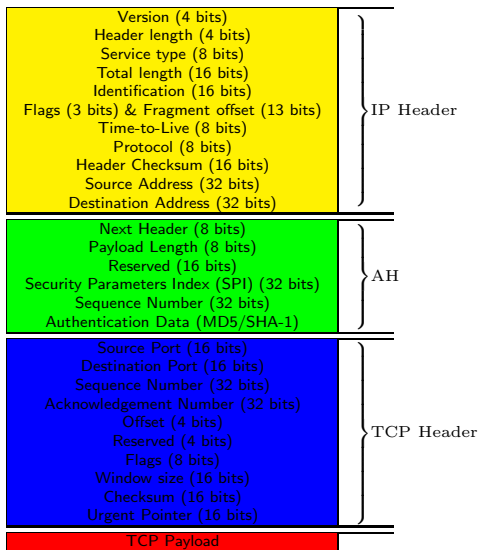 Version (4 bits)
Header length (4 bits)
Service type (8 bits)
Total length (16 bits)
Identification (16 bits)
Flags (3 bits) & Fragment offset (13 bits)
Time-to-Live (8 bits)
Protocol (8 bits)
Header Checksum (16 bits)
Source Address (32 bits)
Destination Address (32 bits)
IP Header
Next Header (8 bits)
Payload Length (8 bits)
Reserved (16 bits)
Security Parameters Index (SPI) (32 bits)
Sequence Number (32 bits)
Authentication Data (MD5/SHA-1)
AH
Source Port (16 bits)
Destination Port (16 bits)
Sequence Number (32 bits)
Acknowledgement Number (32 bits)
Offset (4 bits)
Reserved (4 bits)
Flags (8 bits)
Window size (16 bits)
Checksum (16 bits)
Urgent Pointer (16 bits)
TCP Header
TCP Payload